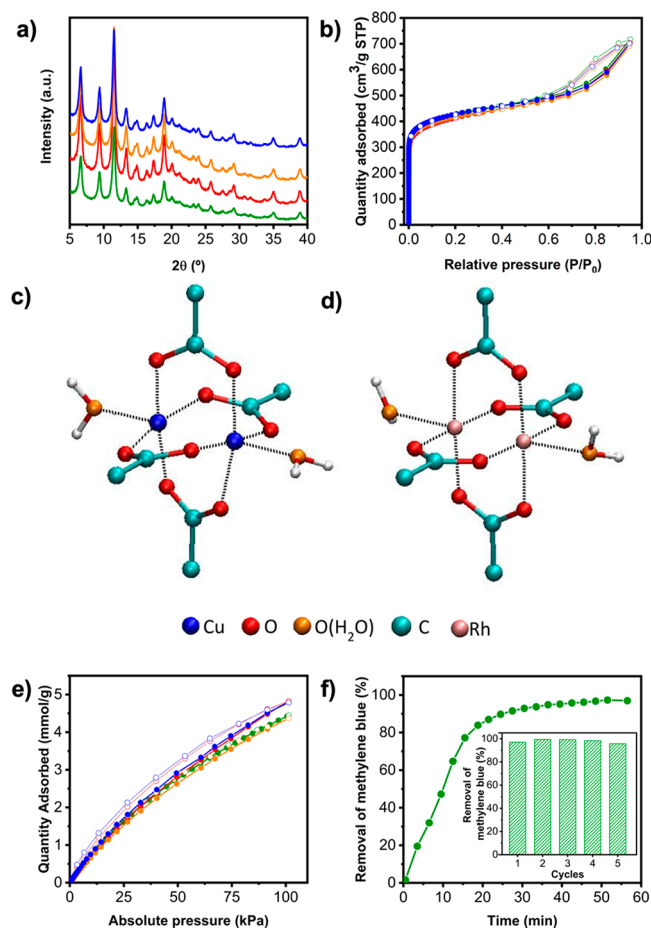 a)
Intensity (a.u.)
5 10 15 20 25 30 35 40
2θ (º)
b)
Quantity adsorbed (cm³/g STP)
800
700
600
500
400
300
200
100
0
0.0 0.2 0.4 0.6 0.8 1.0
Relative pressure (P/P₀)
c)
d)
Cu O O(H₂O) C Rh
e)
Quantity Adsorbed (mmol/g)
5
4
3
2
1
0
0 25 50 75 100
Absolute pressure (kPa)
f)
Removal of methylene blue (%)
100
80
60
40
20
0
0 10 20 30 40 50 60
Time (min)
Removal of
methylene blue (%)
100
80
60
40
20
0
1 2 3 4 5
Cycles